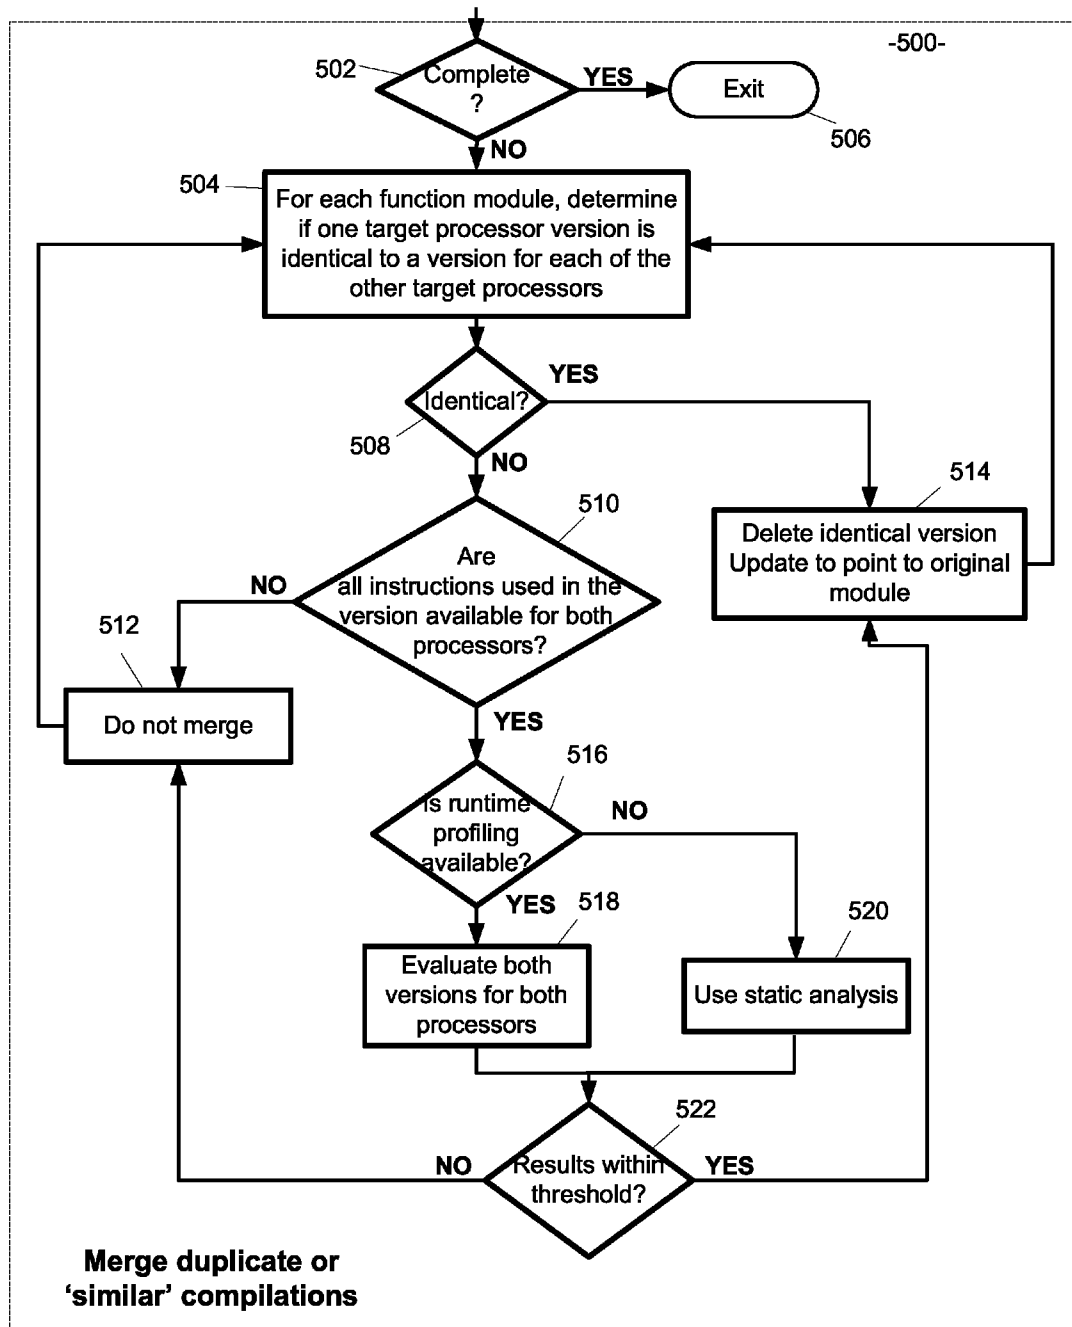 -500-
502
Complete
?
YES
Exit
506
NO
504
For each function module, determine
if one target processor version is
identical to a version for each of the
other target processors
YES
Identical?
508
NO
510
514
Are
all instructions used in the
version available for both
processors?
NO
Delete identical version
Update to point to original
module
512
Do not merge
YES
516
Is runtime
profiling
available?
NO
YES
518
520
Evaluate both
versions for both
processors
Use static analysis
522
NO
Results within
threshold?
YES
Merge duplicate or
‘similar’ compilations